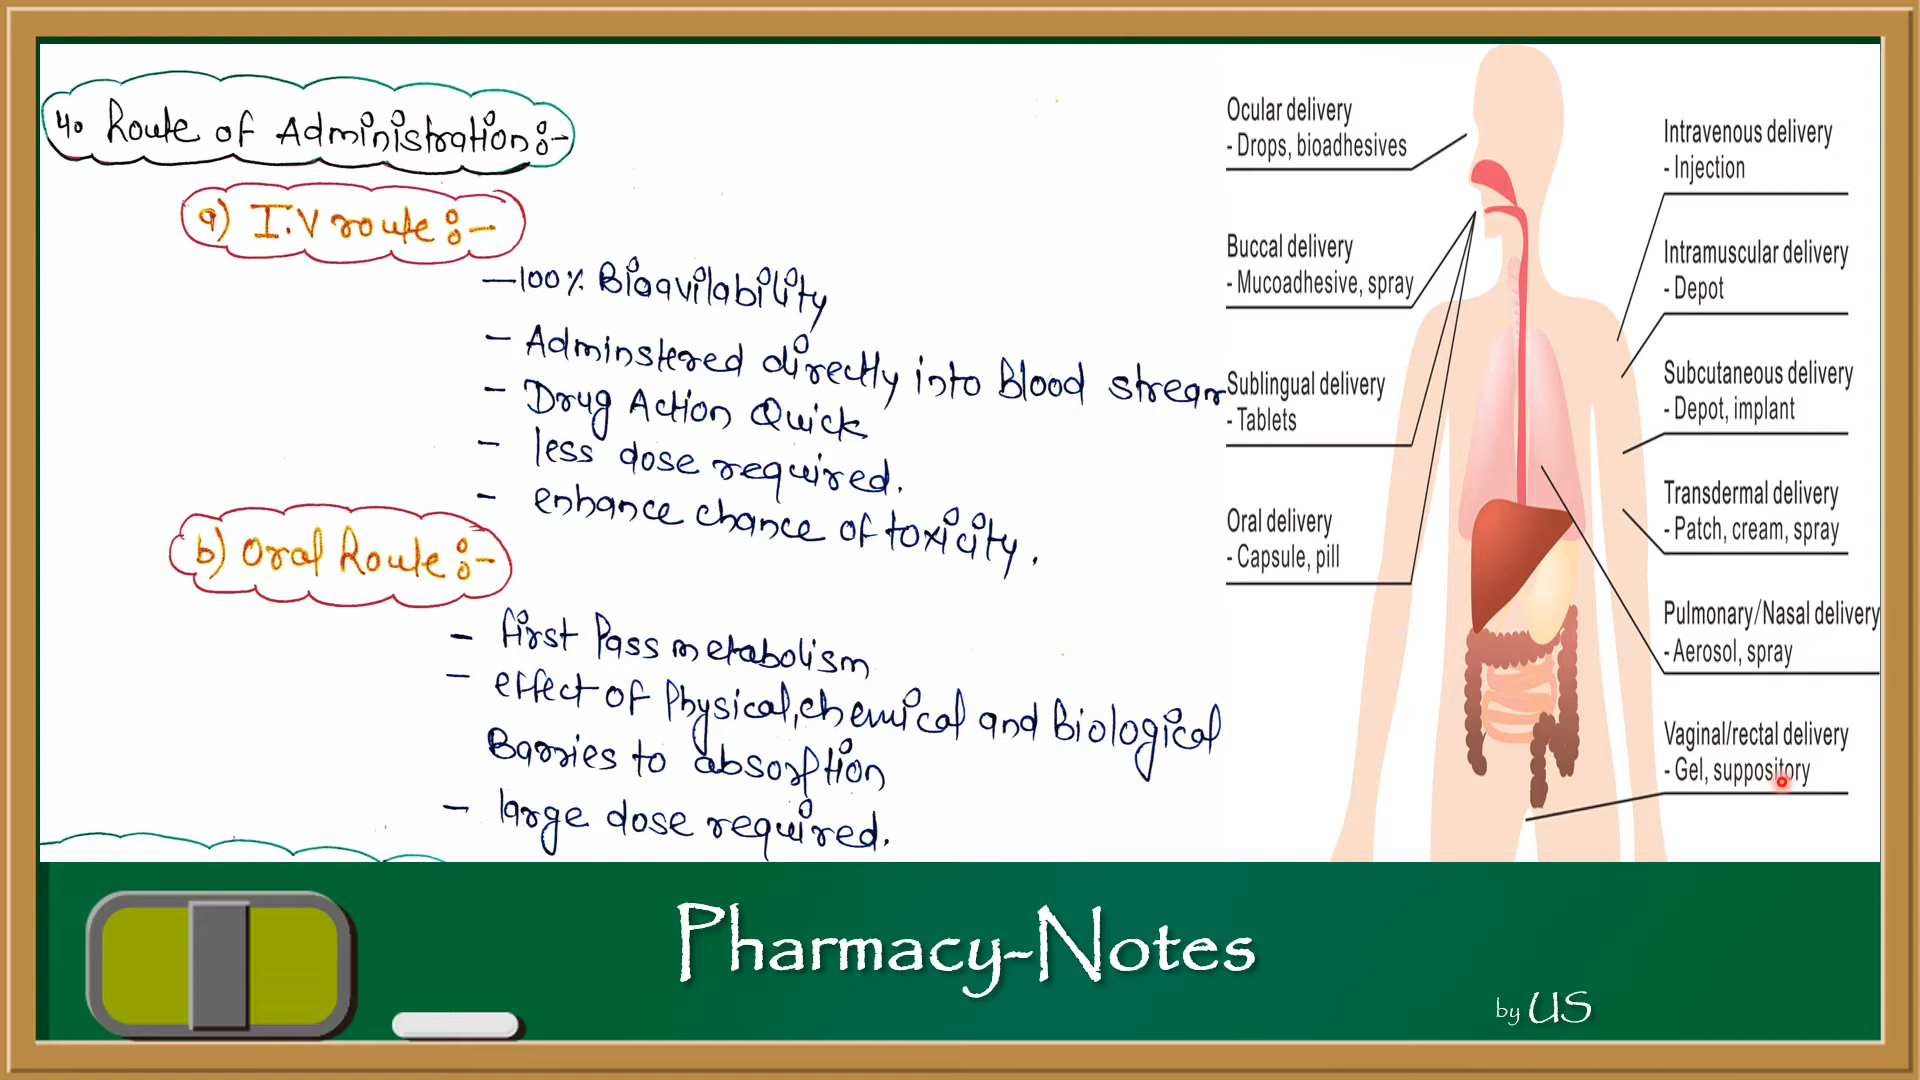 4. Route of Administration :-
a) I.V route :-
- 100% Bioavilability
- Adminstered directly into Blood stream
- Drug Action Quick
- less dose required.
- enhance chance of toxicity.
b) Oral Route :-
- first Pass metabolism
- effect of Physical, chemical and Biological
Barries to absorption
- large dose required.
Ocular delivery
- Drops, bioadhesives
Buccal delivery
- Mucoadhesive, spray
Sublingual delivery
- Tablets
Oral delivery
- Capsule, pill
Intravenous delivery
- Injection
Intramuscular delivery
- Depot
Subcutaneous delivery
- Depot, implant
Transdermal delivery
- Patch, cream, spray
Pulmonary/Nasal delivery
- Aerosol, spray
Vaginal/rectal delivery
- Gel, suppository
Pharmacy-Notes
by US